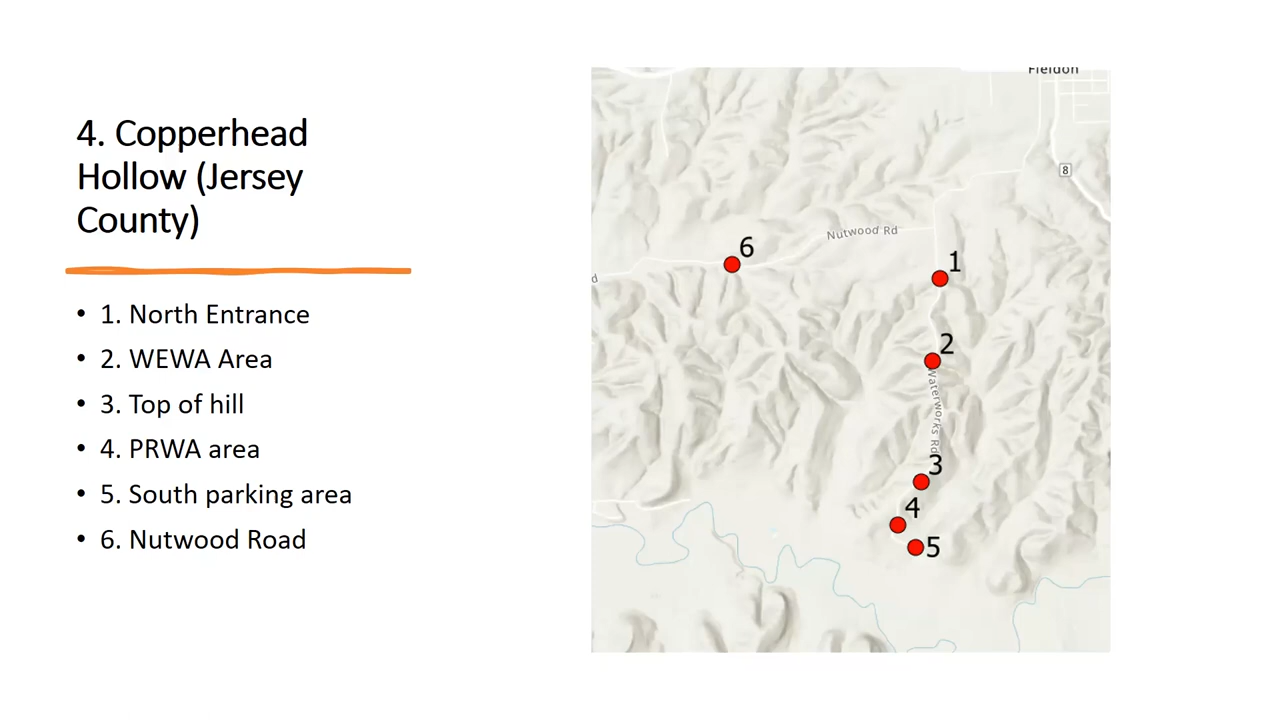 4. Copperhead
Hollow (Jersey
County)
• 1. North Entrance
• 2. WEWA Area
• 3. Top of hill
• 4. PRWA area
• 5. South parking area
• 6. Nutwood Road
Fieldon
8
Nutwood Rd
6
1
d
2
Waterworks Rd
3
4
5